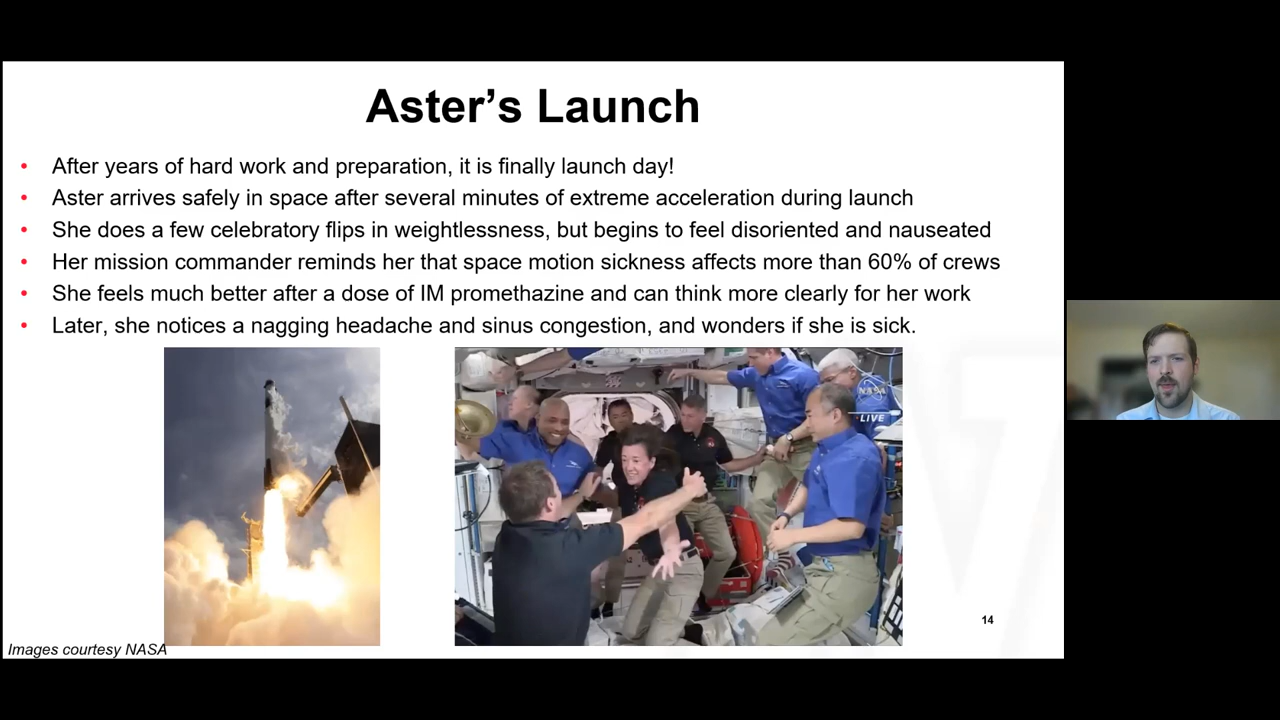 Aster’s Launch
• After years of hard work and preparation, it is finally launch day!
• Aster arrives safely in space after several minutes of extreme acceleration during launch
• She does a few celebratory flips in weightlessness, but begins to feel disoriented and nauseated
• Her mission commander reminds her that space motion sickness affects more than 60% of crews
• She feels much better after a dose of IM promethazine and can think more clearly for her work
• Later, she notices a nagging headache and sinus congestion, and wonders if she is sick.
NASA
LIVE
14
Images courtesy NASA